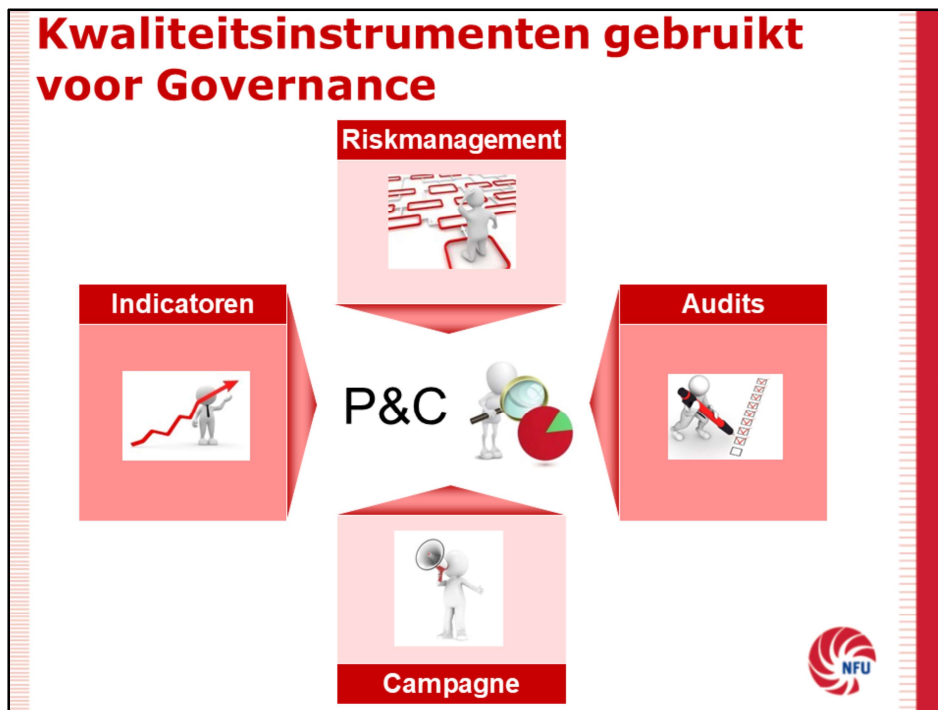 Kwaliteitsinstrumenten gebruikt
voor Governance
Riskmanagement
Indicatoren
Audits
P&C
Campagne
NFU